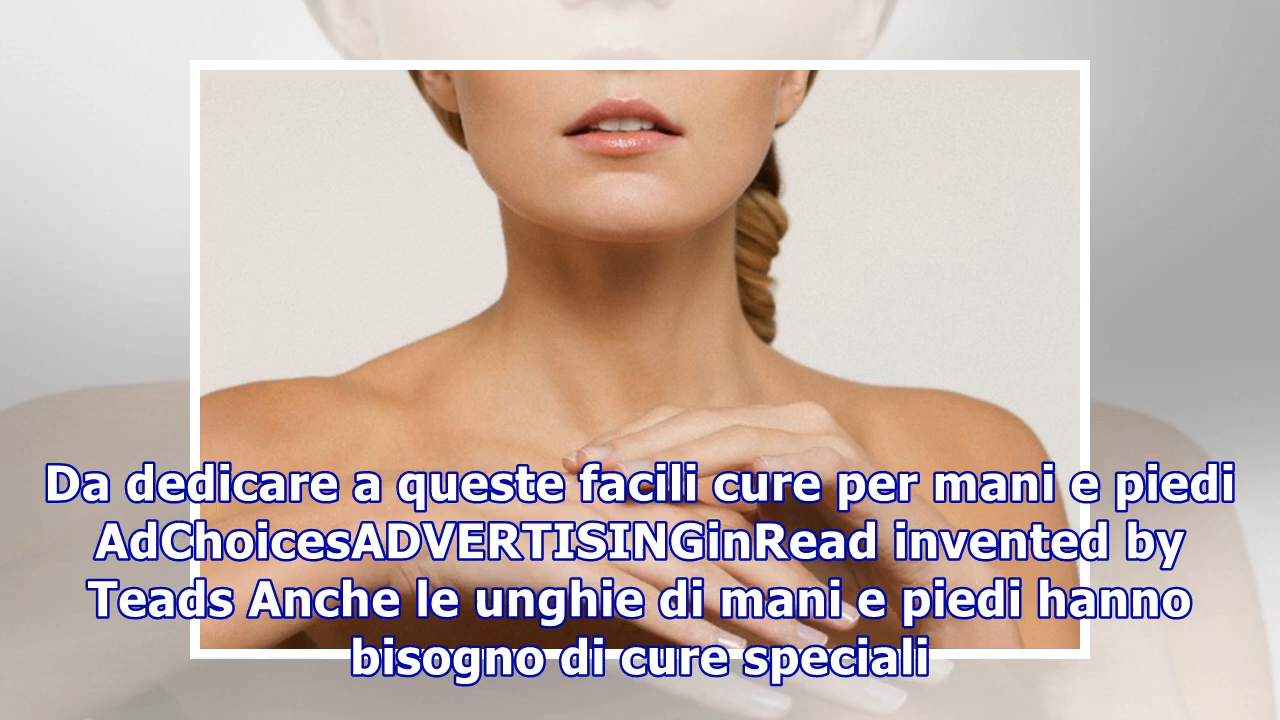 Da dedicare a queste facili cure per mani e piedi
AdChoicesADVERTISINGinRead invented by
Teads Anche le unghie di mani e piedi hanno
bisogno di cure speciali